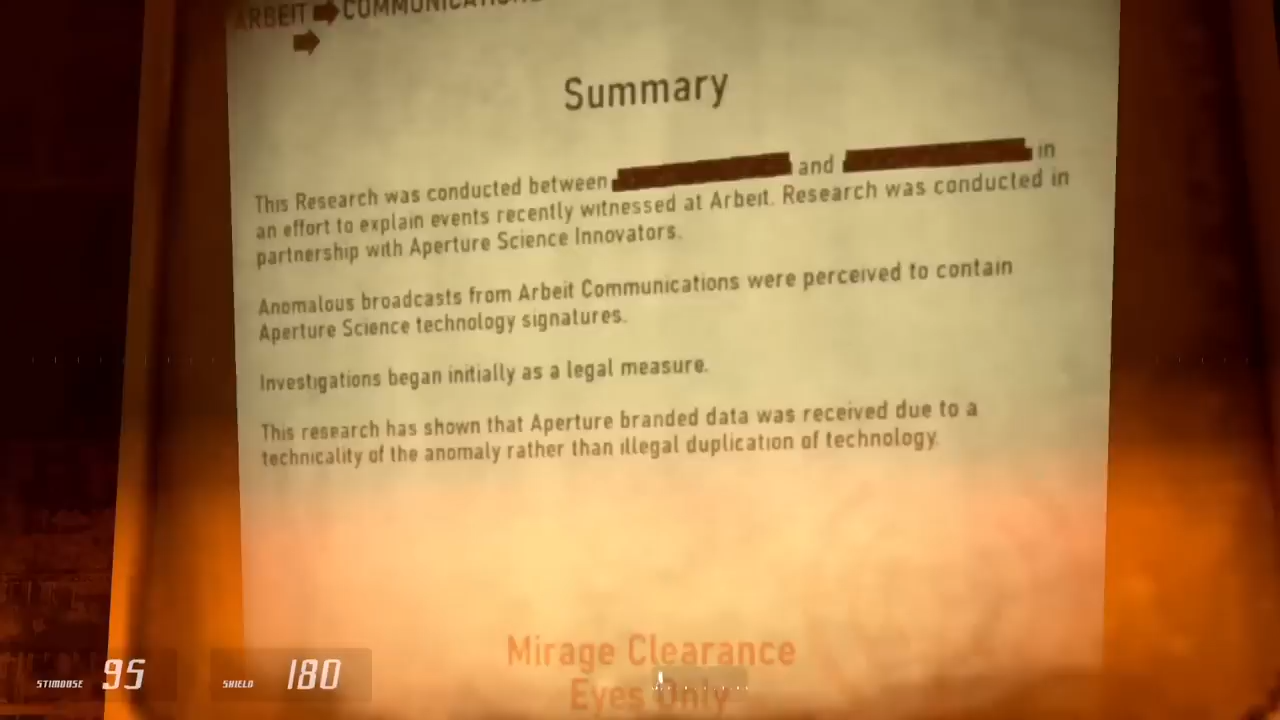 ARBEIT COMMUNICATIONS
Summary
This Research was conducted between and in
an effort to explain events recently witnessed at Arbeit. Research was conducted in
partnership with Aperture Science Innovators.
Anomalous broadcasts from Arbeit Communications were perceived to contain
Aperture Science technology signatures.
Investigations began initially as a legal measure.
This research has shown that Aperture branded data was received due to a
technicality of the anomaly rather than illegal duplication of technology.
Mirage Clearance
Eyes Only
STIMDOSE 95 SHIELD 180